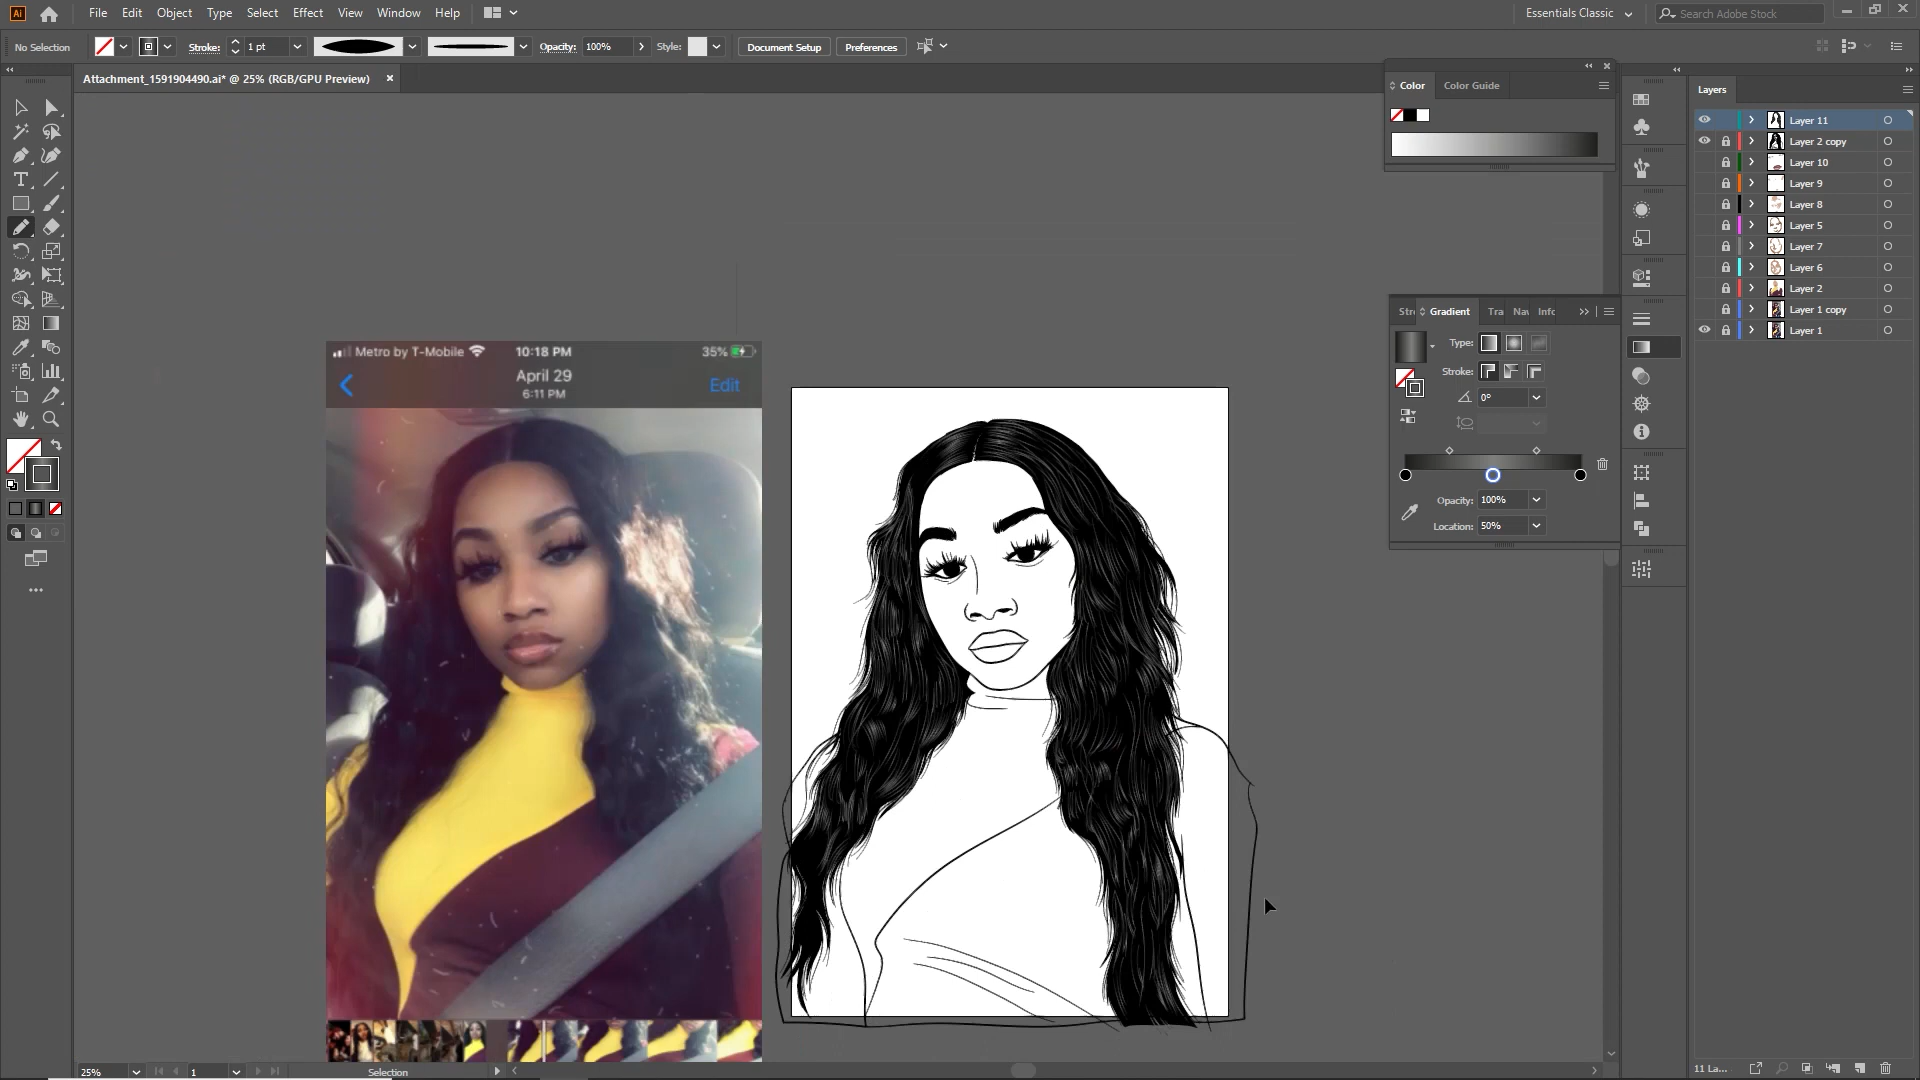 Ai File Edit Object Type Select Effect View Window Help Essentials Classic Search Adobe Stock
No Selection Stroke: 1 pt Opacity: 100% Style: Document Setup Preferences
Attachment_1591904490.ai* @ 25% (RGB/GPU Preview) ×
Color Color Guide
Layers
Layer 11
Layer 2 copy
Layer 10
Layer 9
Layer 8
Layer 5
Layer 7
Layer 6
Layer 2
Layer 1 copy
Layer 1
Str Gradient Tra Nav Info
Type:
Stroke:
0°
Opacity: 100%
Location: 50%
Metro by T-Mobile 10:18 PM 35%
April 29
6:11 PM
Edit
25% 1 Selection
11 La...